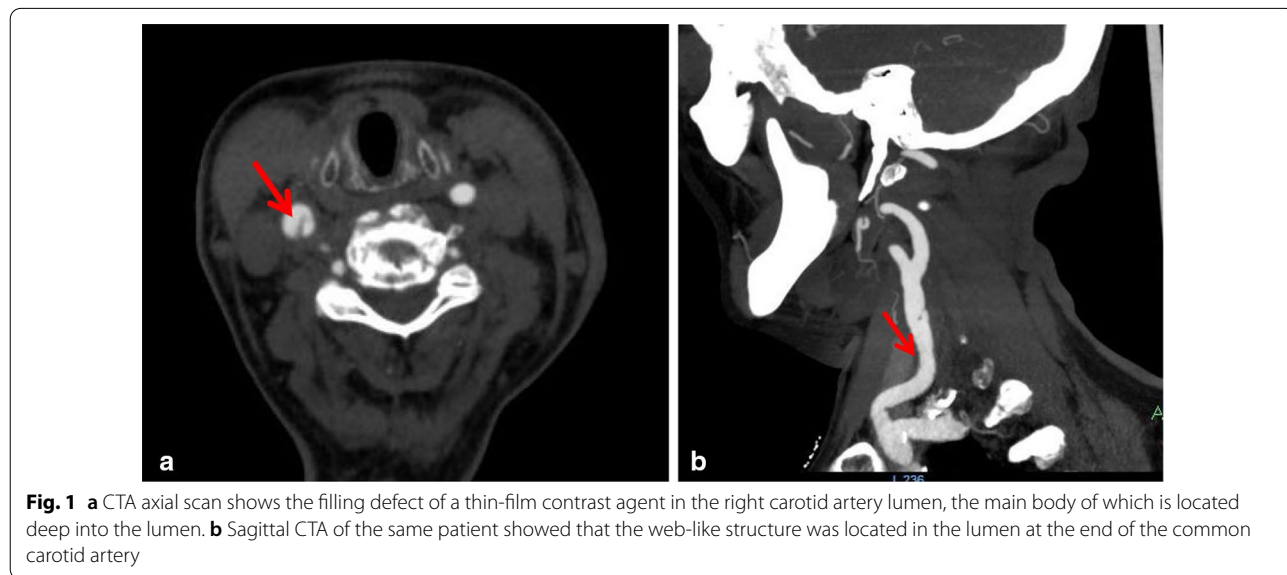 a
b
A
L 236
Fig. 1 a CTA axial scan shows the filling defect of a thin-film contrast agent in the right carotid artery lumen, the main body of which is located
deep into the lumen. b Sagittal CTA of the same patient showed that the web-like structure was located in the lumen at the end of the common
carotid artery